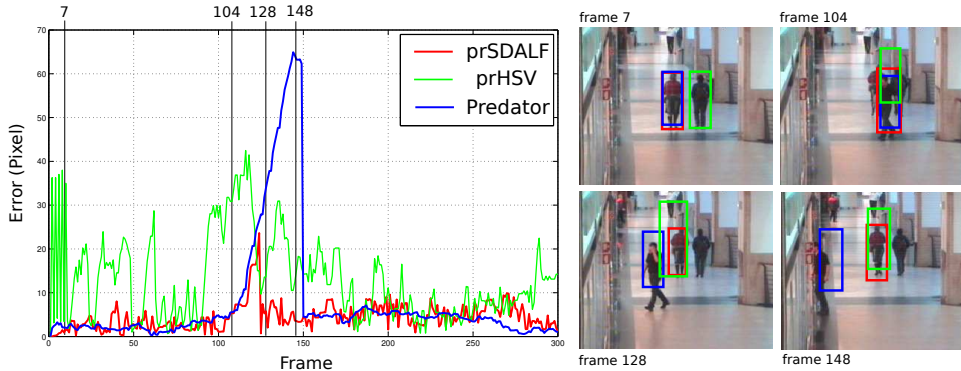 7
104
128
148
70
60
50
40
30
20
10
0
Error (Pixel)
prSDALF
prHSV
Predator
0
50
100
150
200
250
300
Frame
frame 7
frame 104
frame 128
frame 148